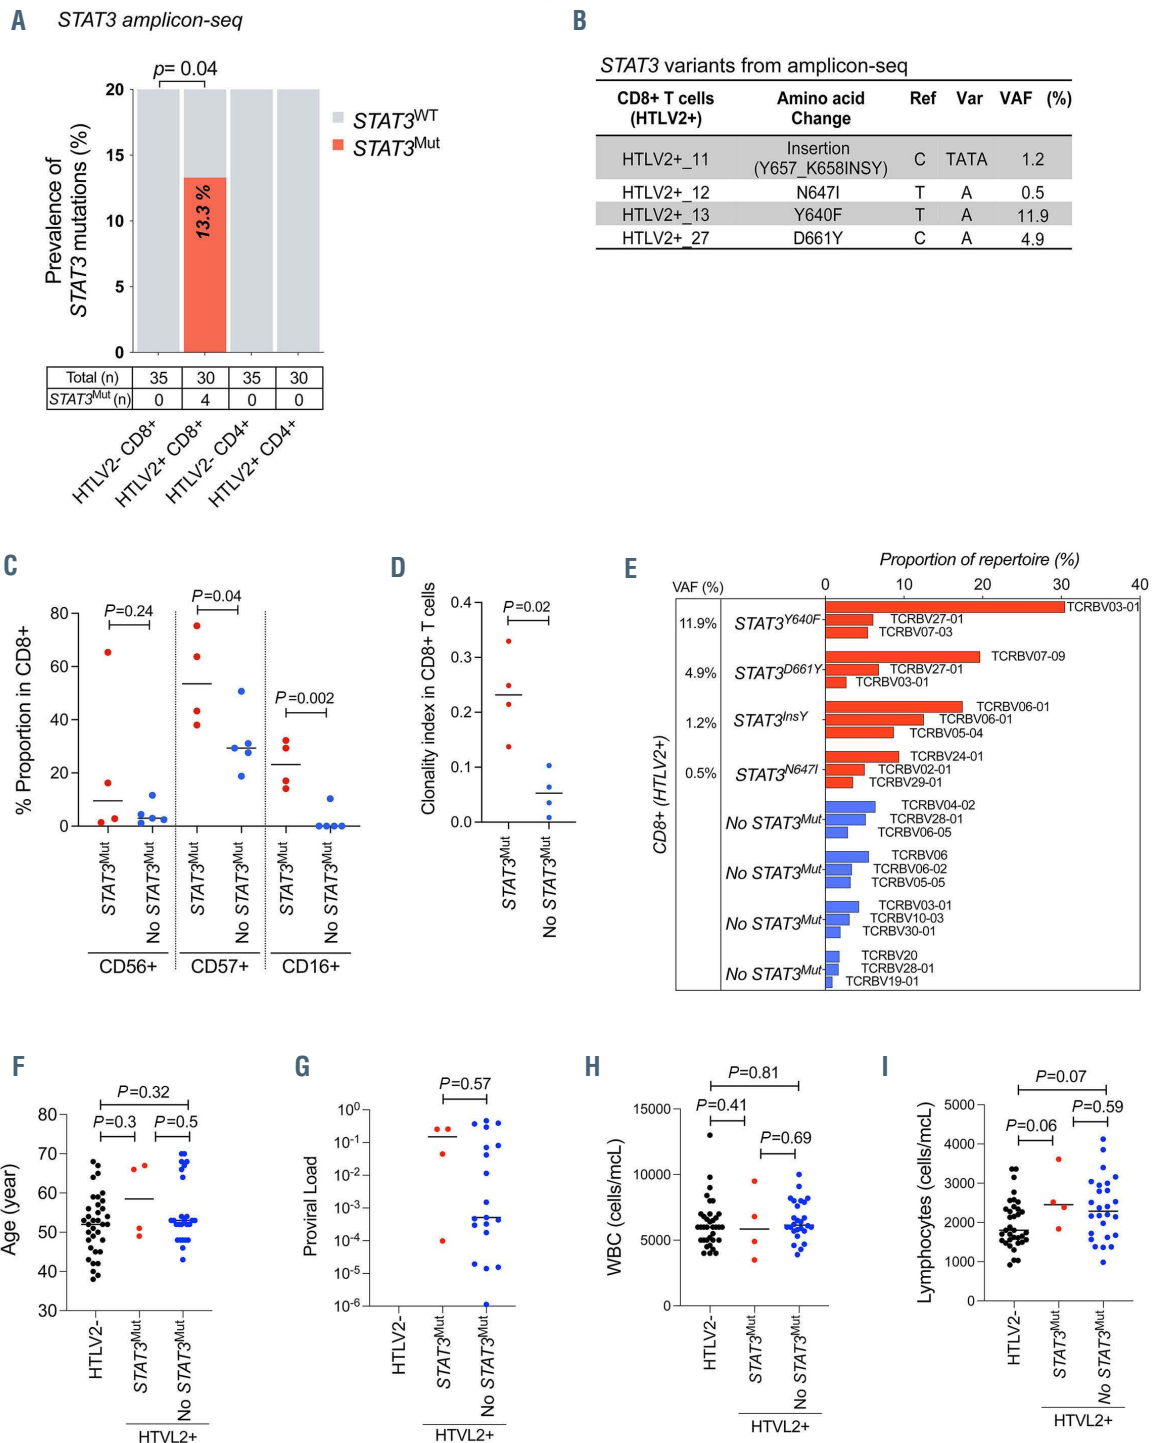 A
STAT3 amplicon-seq
p= 0.04
20
15
10
5
0
Prevalence of
STAT3 mutations (%)
13.3 %
STAT3WT
STAT3Mut
Total (n) 35 30 35 30
STAT3Mut (n) 0 4 0 0
HTLV2- CD8+
HTLV2+ CD8+
HTLV2- CD4+
HTLV2+ CD4+
B
STAT3 variants from amplicon-seq
CD8+ T cells Amino acid Ref Var VAF (%)
(HTLV2+) Change
HTLV2+_11 Insertion (Y657_K658INSY) C TATA 1.2
HTLV2+_12 N647I T A 0.5
HTLV2+_13 Y640F T A 11.9
HTLV2+_27 D661Y C A 4.9
C
% Proportion in CD8+
80
60
40
20
0
P=0.24
P=0.04
P=0.002
STAT3Mut
No STAT3Mut
STAT3Mut
No STAT3Mut
STAT3Mut
No STAT3Mut
CD56+ CD57+ CD16+
D
Clonality index in CD8+ T cells
0.4
0.3
0.2
0.1
0.0
P=0.02
STAT3Mut
No STAT3Mut
E
Proportion of repertoire (%)
VAF (%) 0 10 20 30 40
CD8+ (HTLV2+)
11.9% STAT3Y640F
TCRBV03-01
TCRBV27-01
TCRBV07-03
4.9% STAT3D661Y
TCRBV07-09
TCRBV27-01
TCRBV03-01
1.2% STAT3InsY
TCRBV06-01
TCRBV06-01
TCRBV05-04
0.5% STAT3N647I
TCRBV24-01
TCRBV02-01
TCRBV29-01
No STAT3Mut
TCRBV04-02
TCRBV28-01
TCRBV06-05
No STAT3Mut
TCRBV06
TCRBV06-02
TCRBV05-05
No STAT3Mut
TCRBV03-01
TCRBV10-03
TCRBV30-01
No STAT3Mut
TCRBV20
TCRBV28-01
TCRBV19-01
F
Age (year)
80
70
60
50
40
30
P=0.32
P=0.3
P=0.5
HTLV2-
STAT3Mut
No STAT3Mut
HTVL2+
G
Proviral Load
100
10-1
10-2
10-3
10-4
10-5
10-6
P=0.57
HTLV2-
STAT3Mut
No STAT3Mut
HTVL2+
H
WBC (cells/mcL)
15000
10000
5000
0
P=0.81
P=0.41
P=0.69
HTLV2-
STAT3Mut
No STAT3Mut
HTVL2+
I
Lymphocytes (cells/mcL)
5000
4000
3000
2000
1000
0
P=0.07
P=0.06
P=0.59
HTLV2-
STAT3Mut
No STAT3Mut
HTVL2+